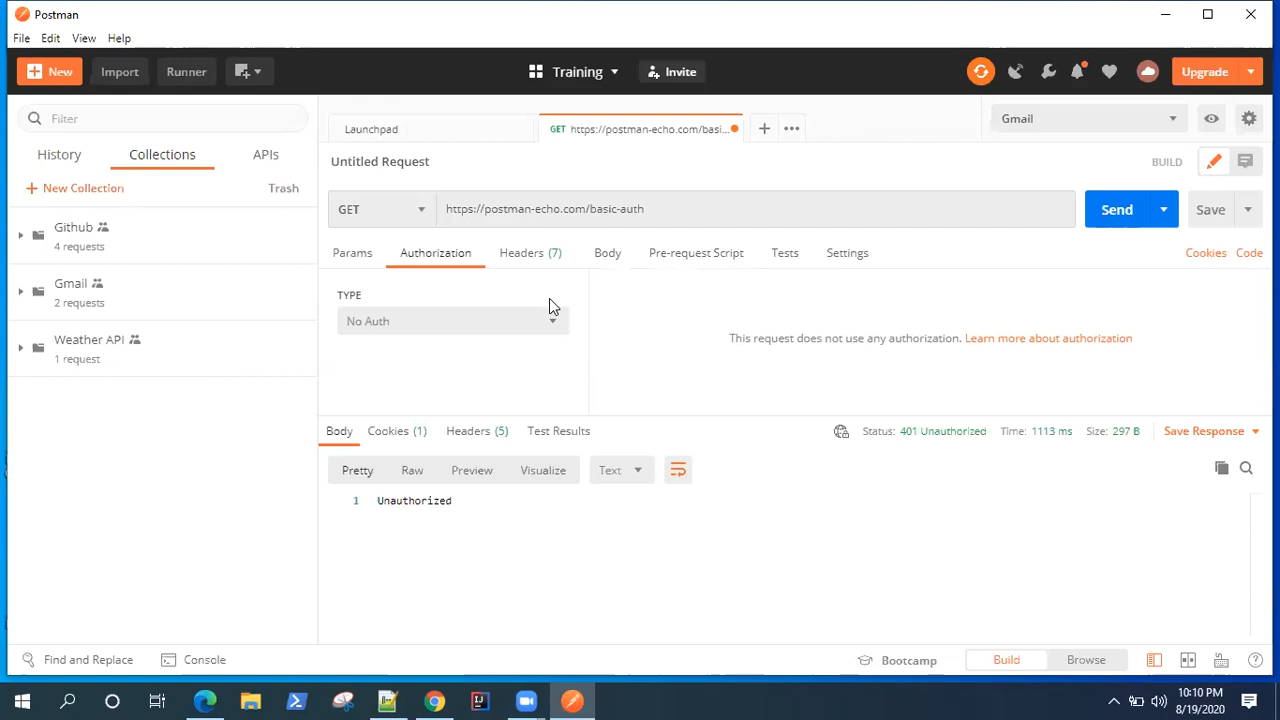 Postman
File Edit View Help
New Import Runner Training Invite Upgrade
Filter
Launchpad GET https://postman-echo.com/basi... Gmail
History Collections APIs
Untitled Request BUILD
New Collection Trash
GET https://postman-echo.com/basic-auth Send Save
Github
4 requests
Params Authorization Headers (7) Body Pre-request Script Tests Settings Cookies Code
Gmail
2 requests
TYPE
No Auth
This request does not use any authorization. Learn more about authorization
Weather API
1 request
Body Cookies (1) Headers (5) Test Results Status: 401 Unauthorized Time: 1113 ms Size: 297 B Save Response
Pretty Raw Preview Visualize Text
1 Unauthorized
Find and Replace Console Bootcamp Build Browse
10:10 PM
8/19/2020